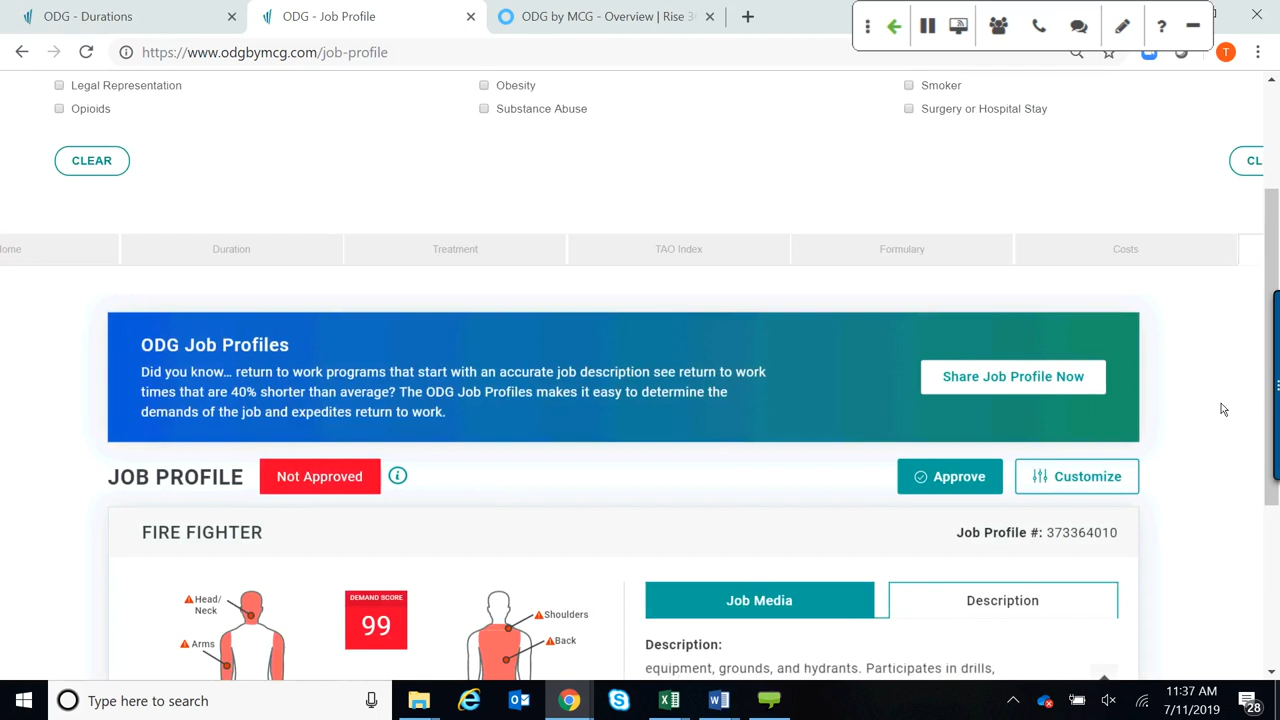 ODG - Durations
ODG - Job Profile
ODG by MCG - Overview | Rise 36
https://www.odgbymcg.com/job-profile
T
Legal Representation
Obesity
Smoker
Opioids
Substance Abuse
Surgery or Hospital Stay
CLEAR
CL
ome
Duration
Treatment
TAO Index
Formulary
Costs
ODG Job Profiles
Did you know... return to work programs that start with an accurate job description see return to work
times that are 40% shorter than average? The ODG Job Profiles makes it easy to determine the
demands of the job and expedites return to work.
Share Job Profile Now
JOB PROFILE
Not Approved
Approve
Customize
FIRE FIGHTER
Job Profile #: 373364010
Head/
Neck
Arms
DEMAND SCORE
99
Shoulders
Back
Job Media
Description
Description:
equipment, grounds, and hydrants. Participates in drills,
Type here to search
11:37 AM
7/11/2019
28